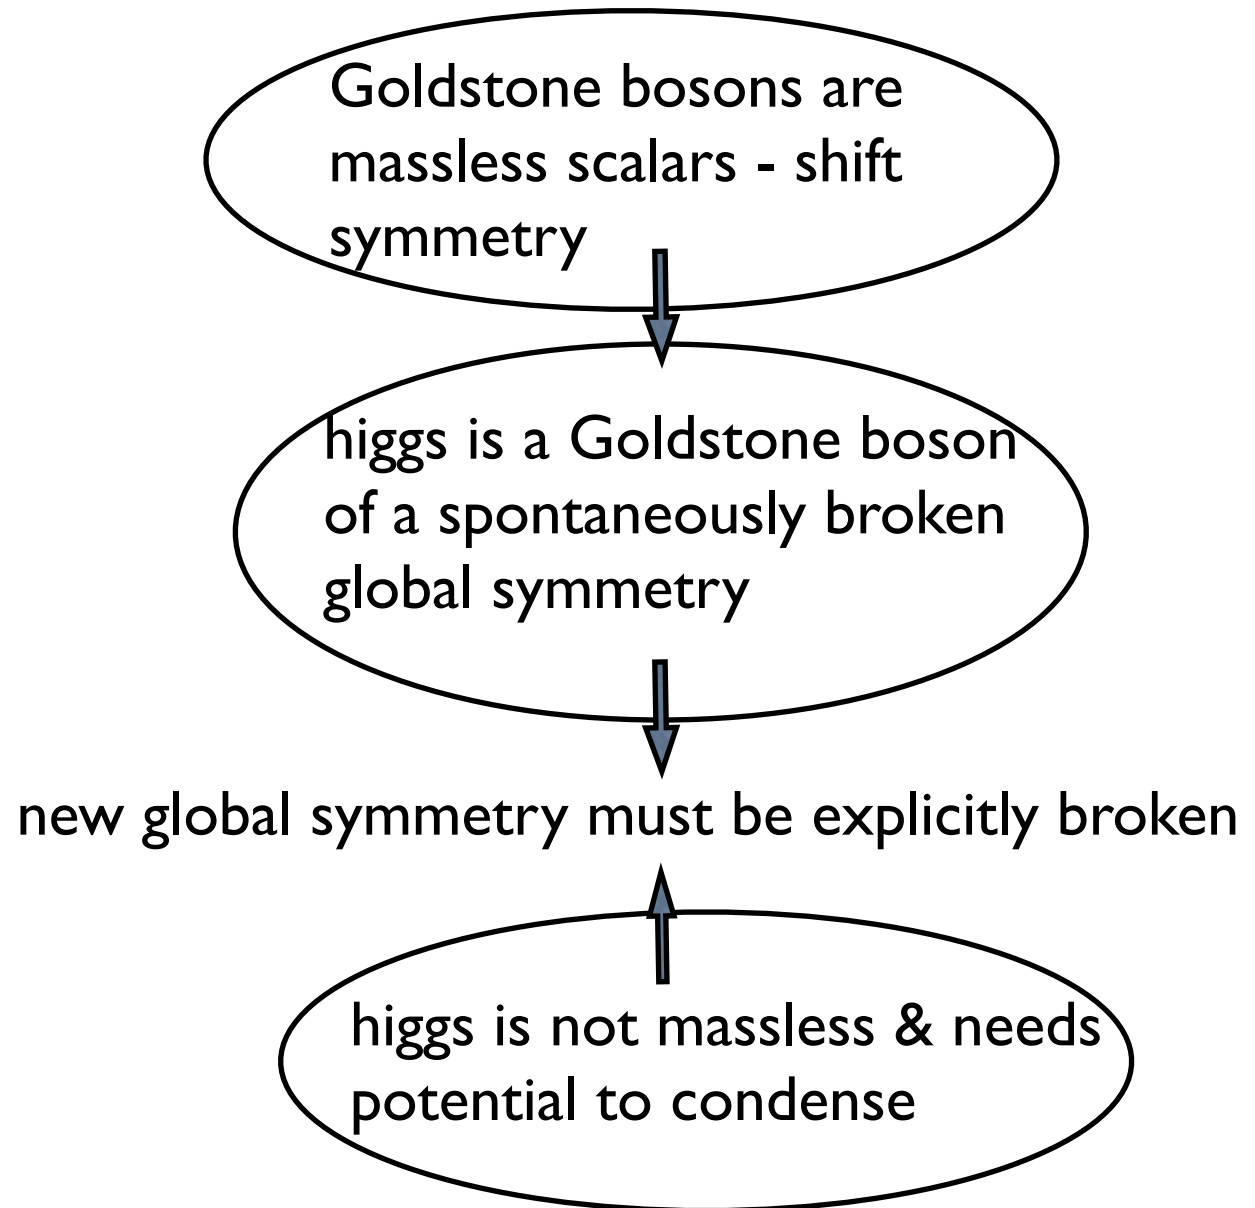 Goldstone bosons are
massless scalars - shift
symmetry
higgs is a Goldstone boson
of a spontaneously broken
global symmetry
new global symmetry must be explicitly broken
higgs is not massless & needs
potential to condense